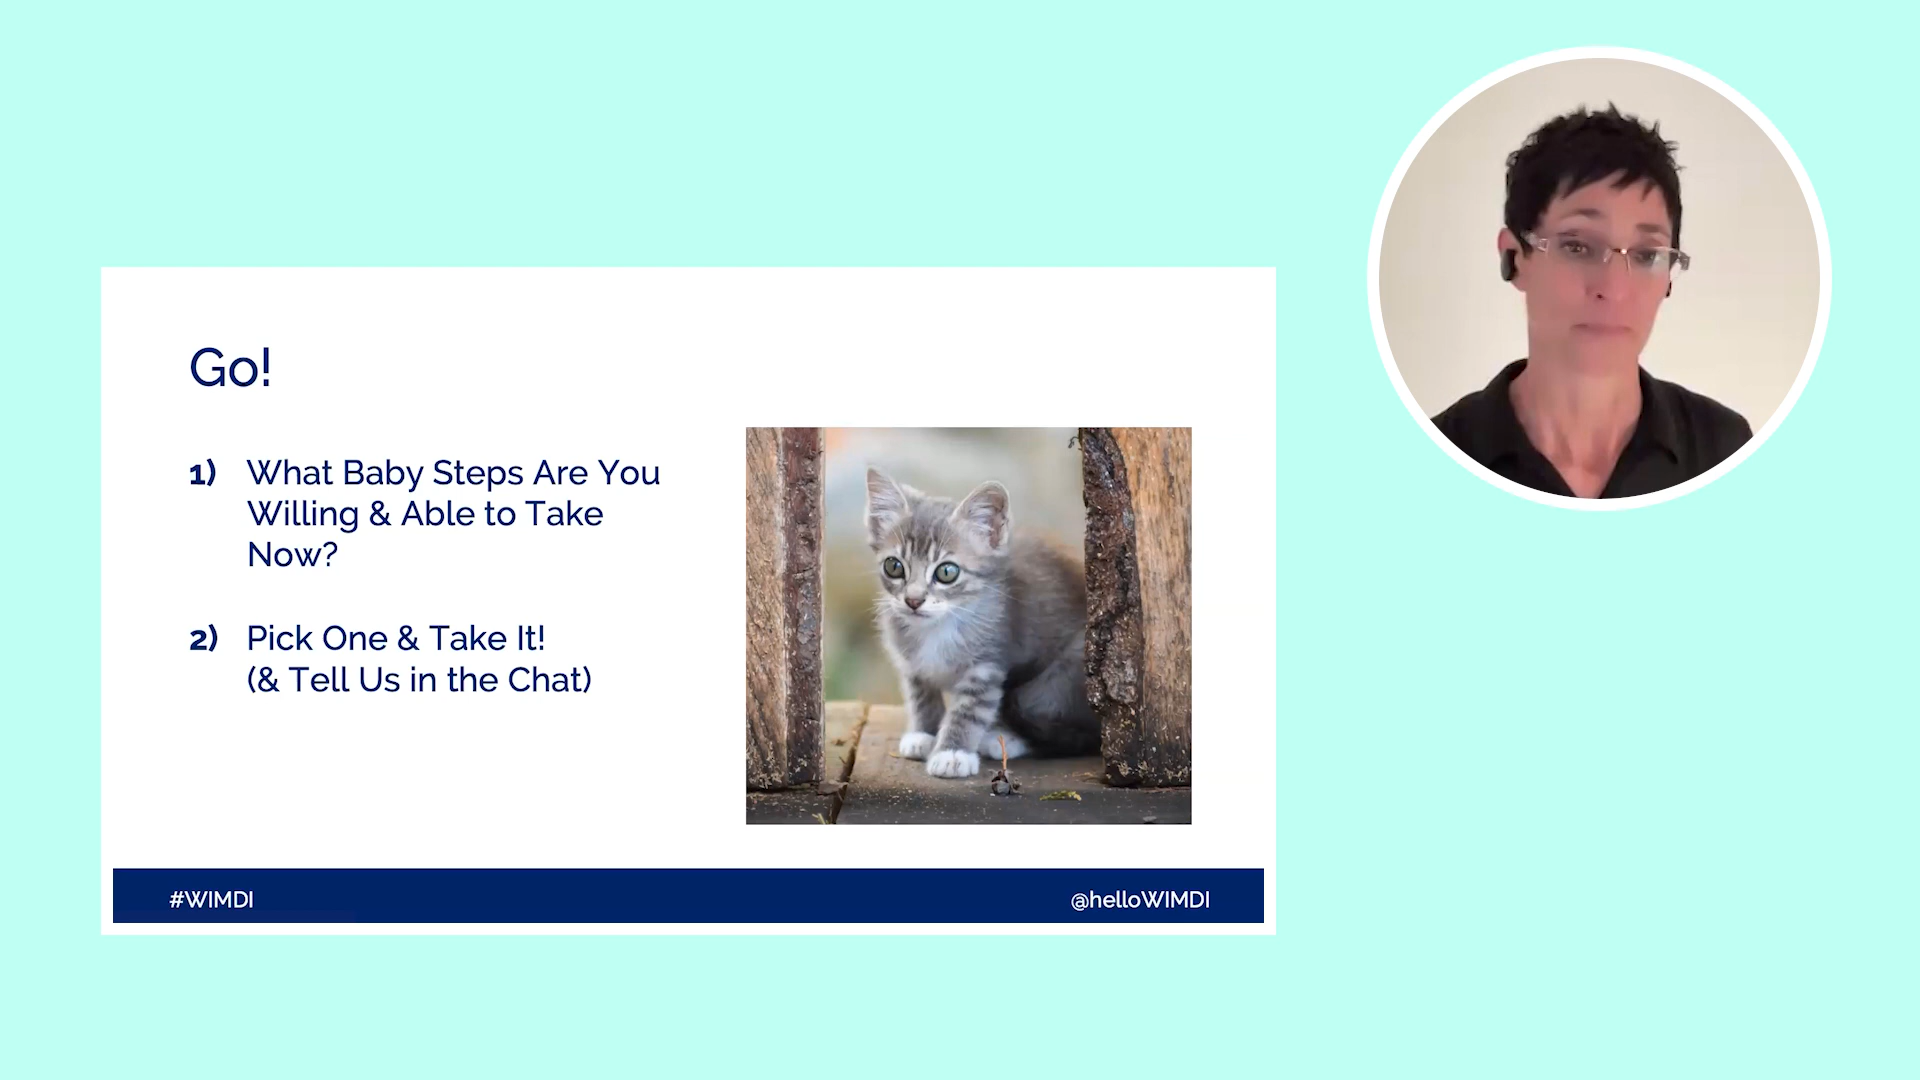 Go!
1) What Baby Steps Are You
Willing & Able to Take
Now?
2) Pick One & Take It!
(& Tell Us in the Chat)
#WIMDI
@helloWIMDI